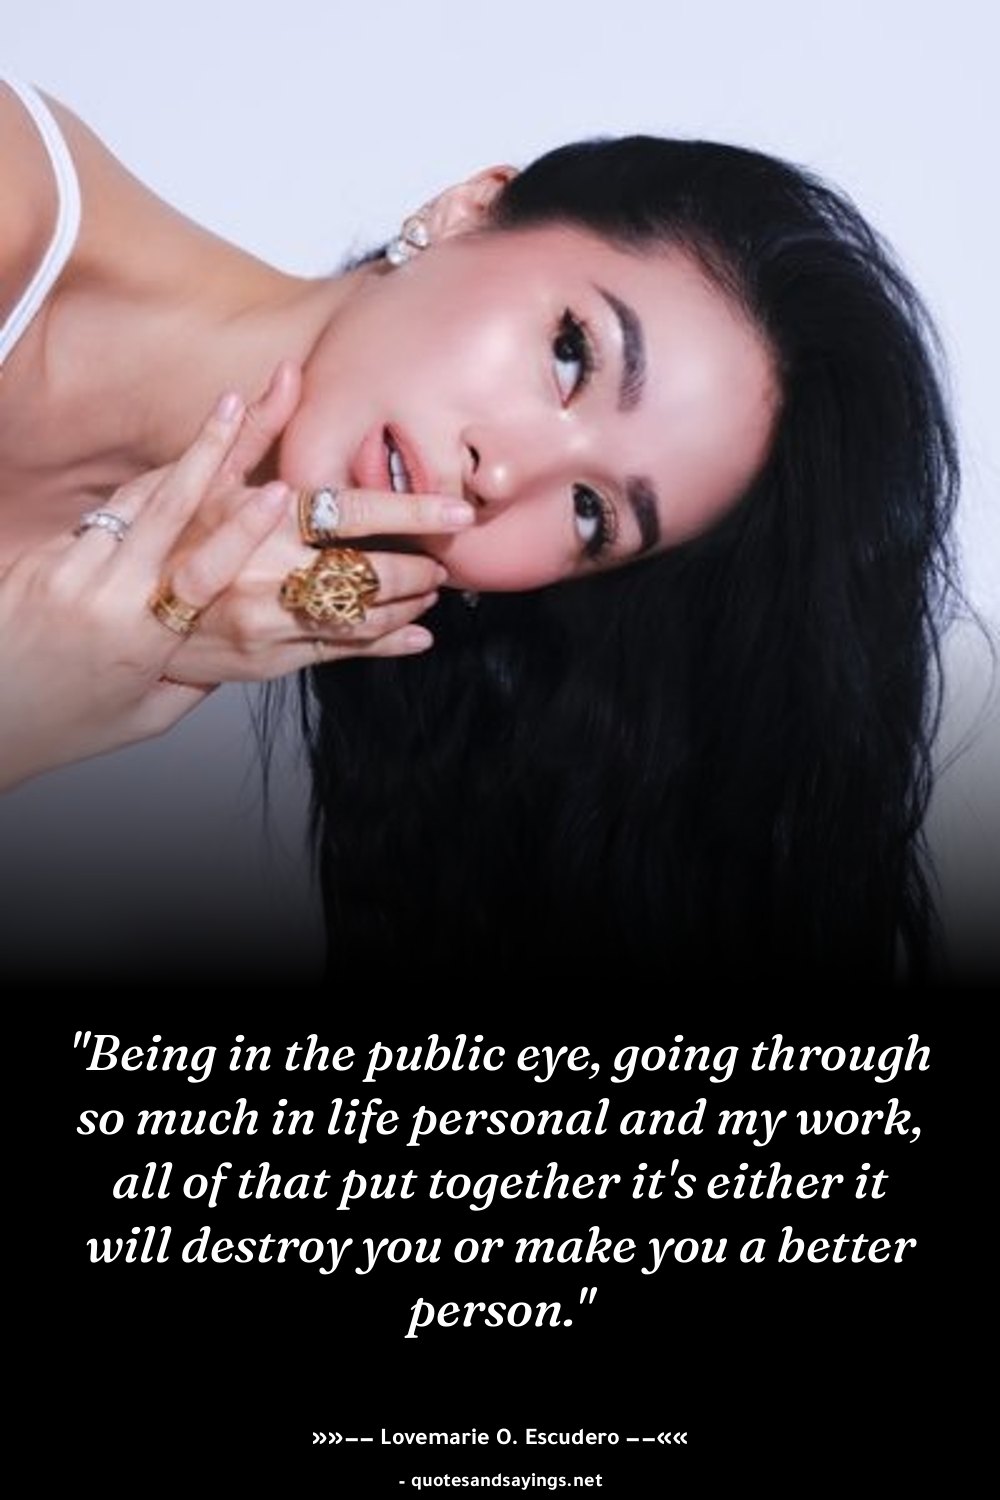 "Being in the public eye, going through
so much in life personal and my work,
all of that put together it's either it
will destroy you or make you a better
person."
»»−− Lovemarie O. Escudero −−««
- quotesandsayings.net